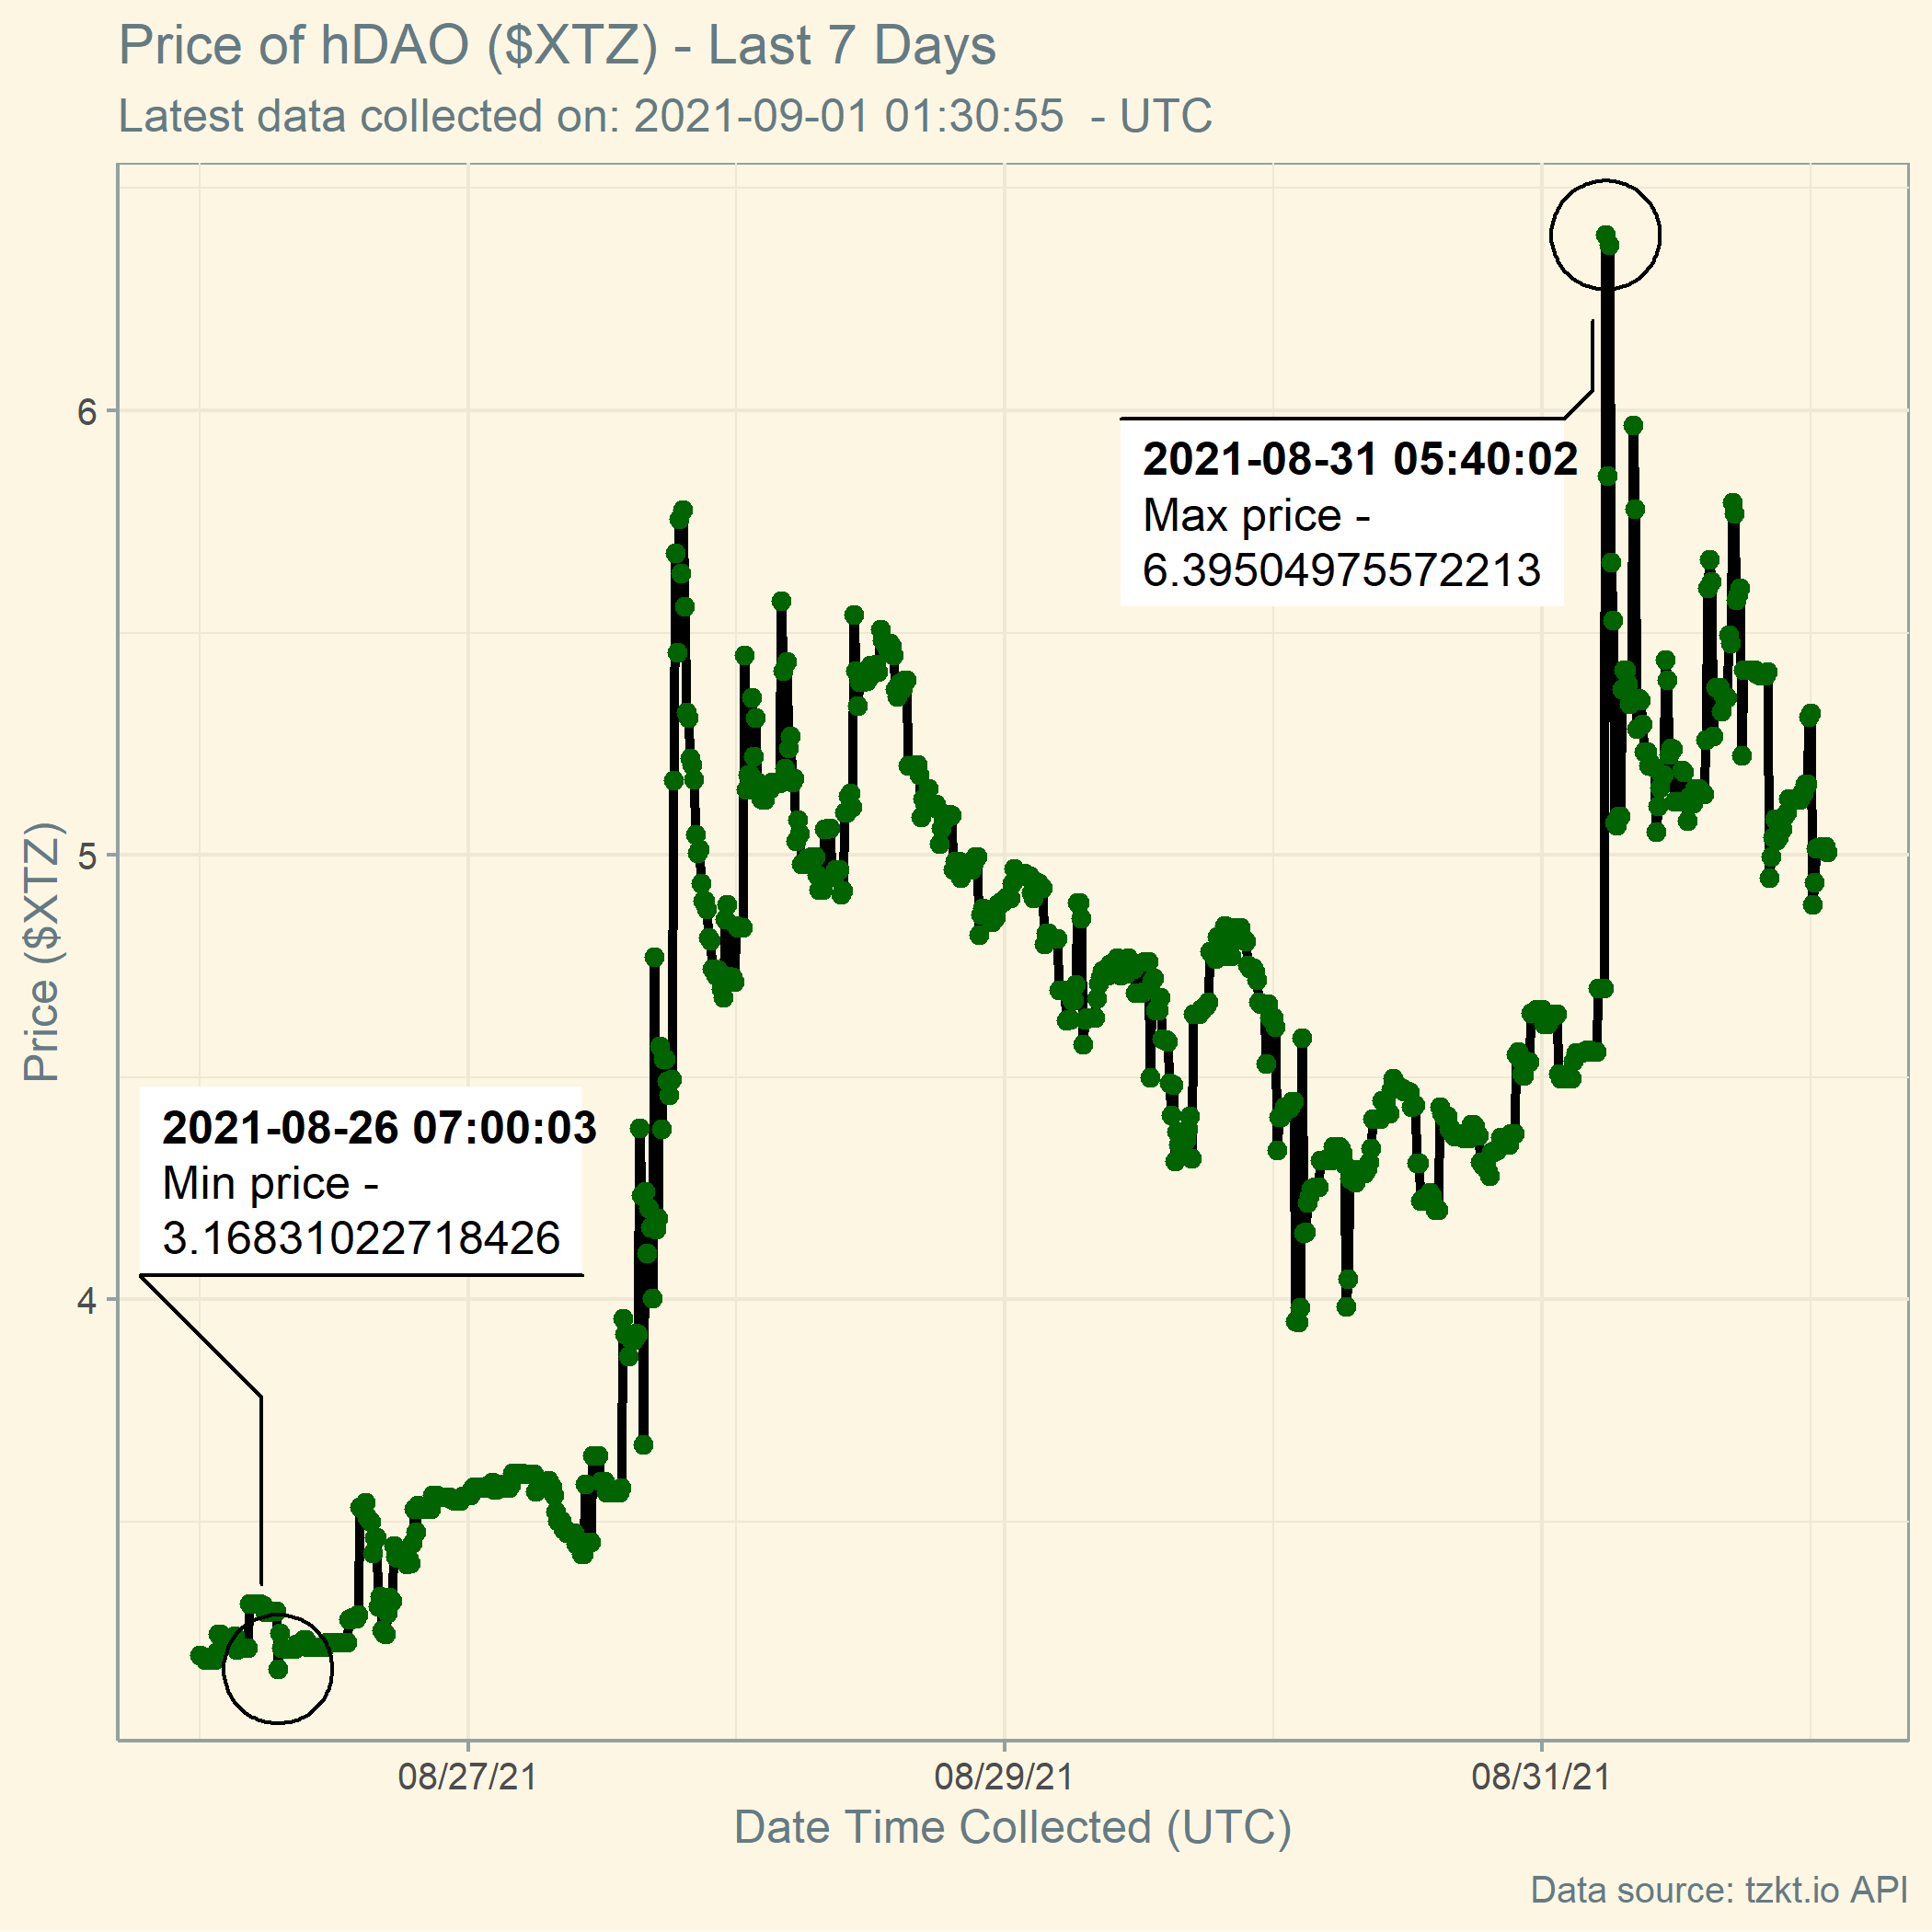 Price of hDAO ($XTZ) - Last 7 Days
Latest data collected on: 2021-09-01 01:30:55  - UTC
6
2021-08-31 05:40:02
Max price -
6.39504975572213
5
Price ($XTZ)
2021-08-26 07:00:03
Min price -
3.16831022718426
4
08/27/21
08/29/21
08/31/21
Date Time Collected (UTC)
Data source: tzkt.io API